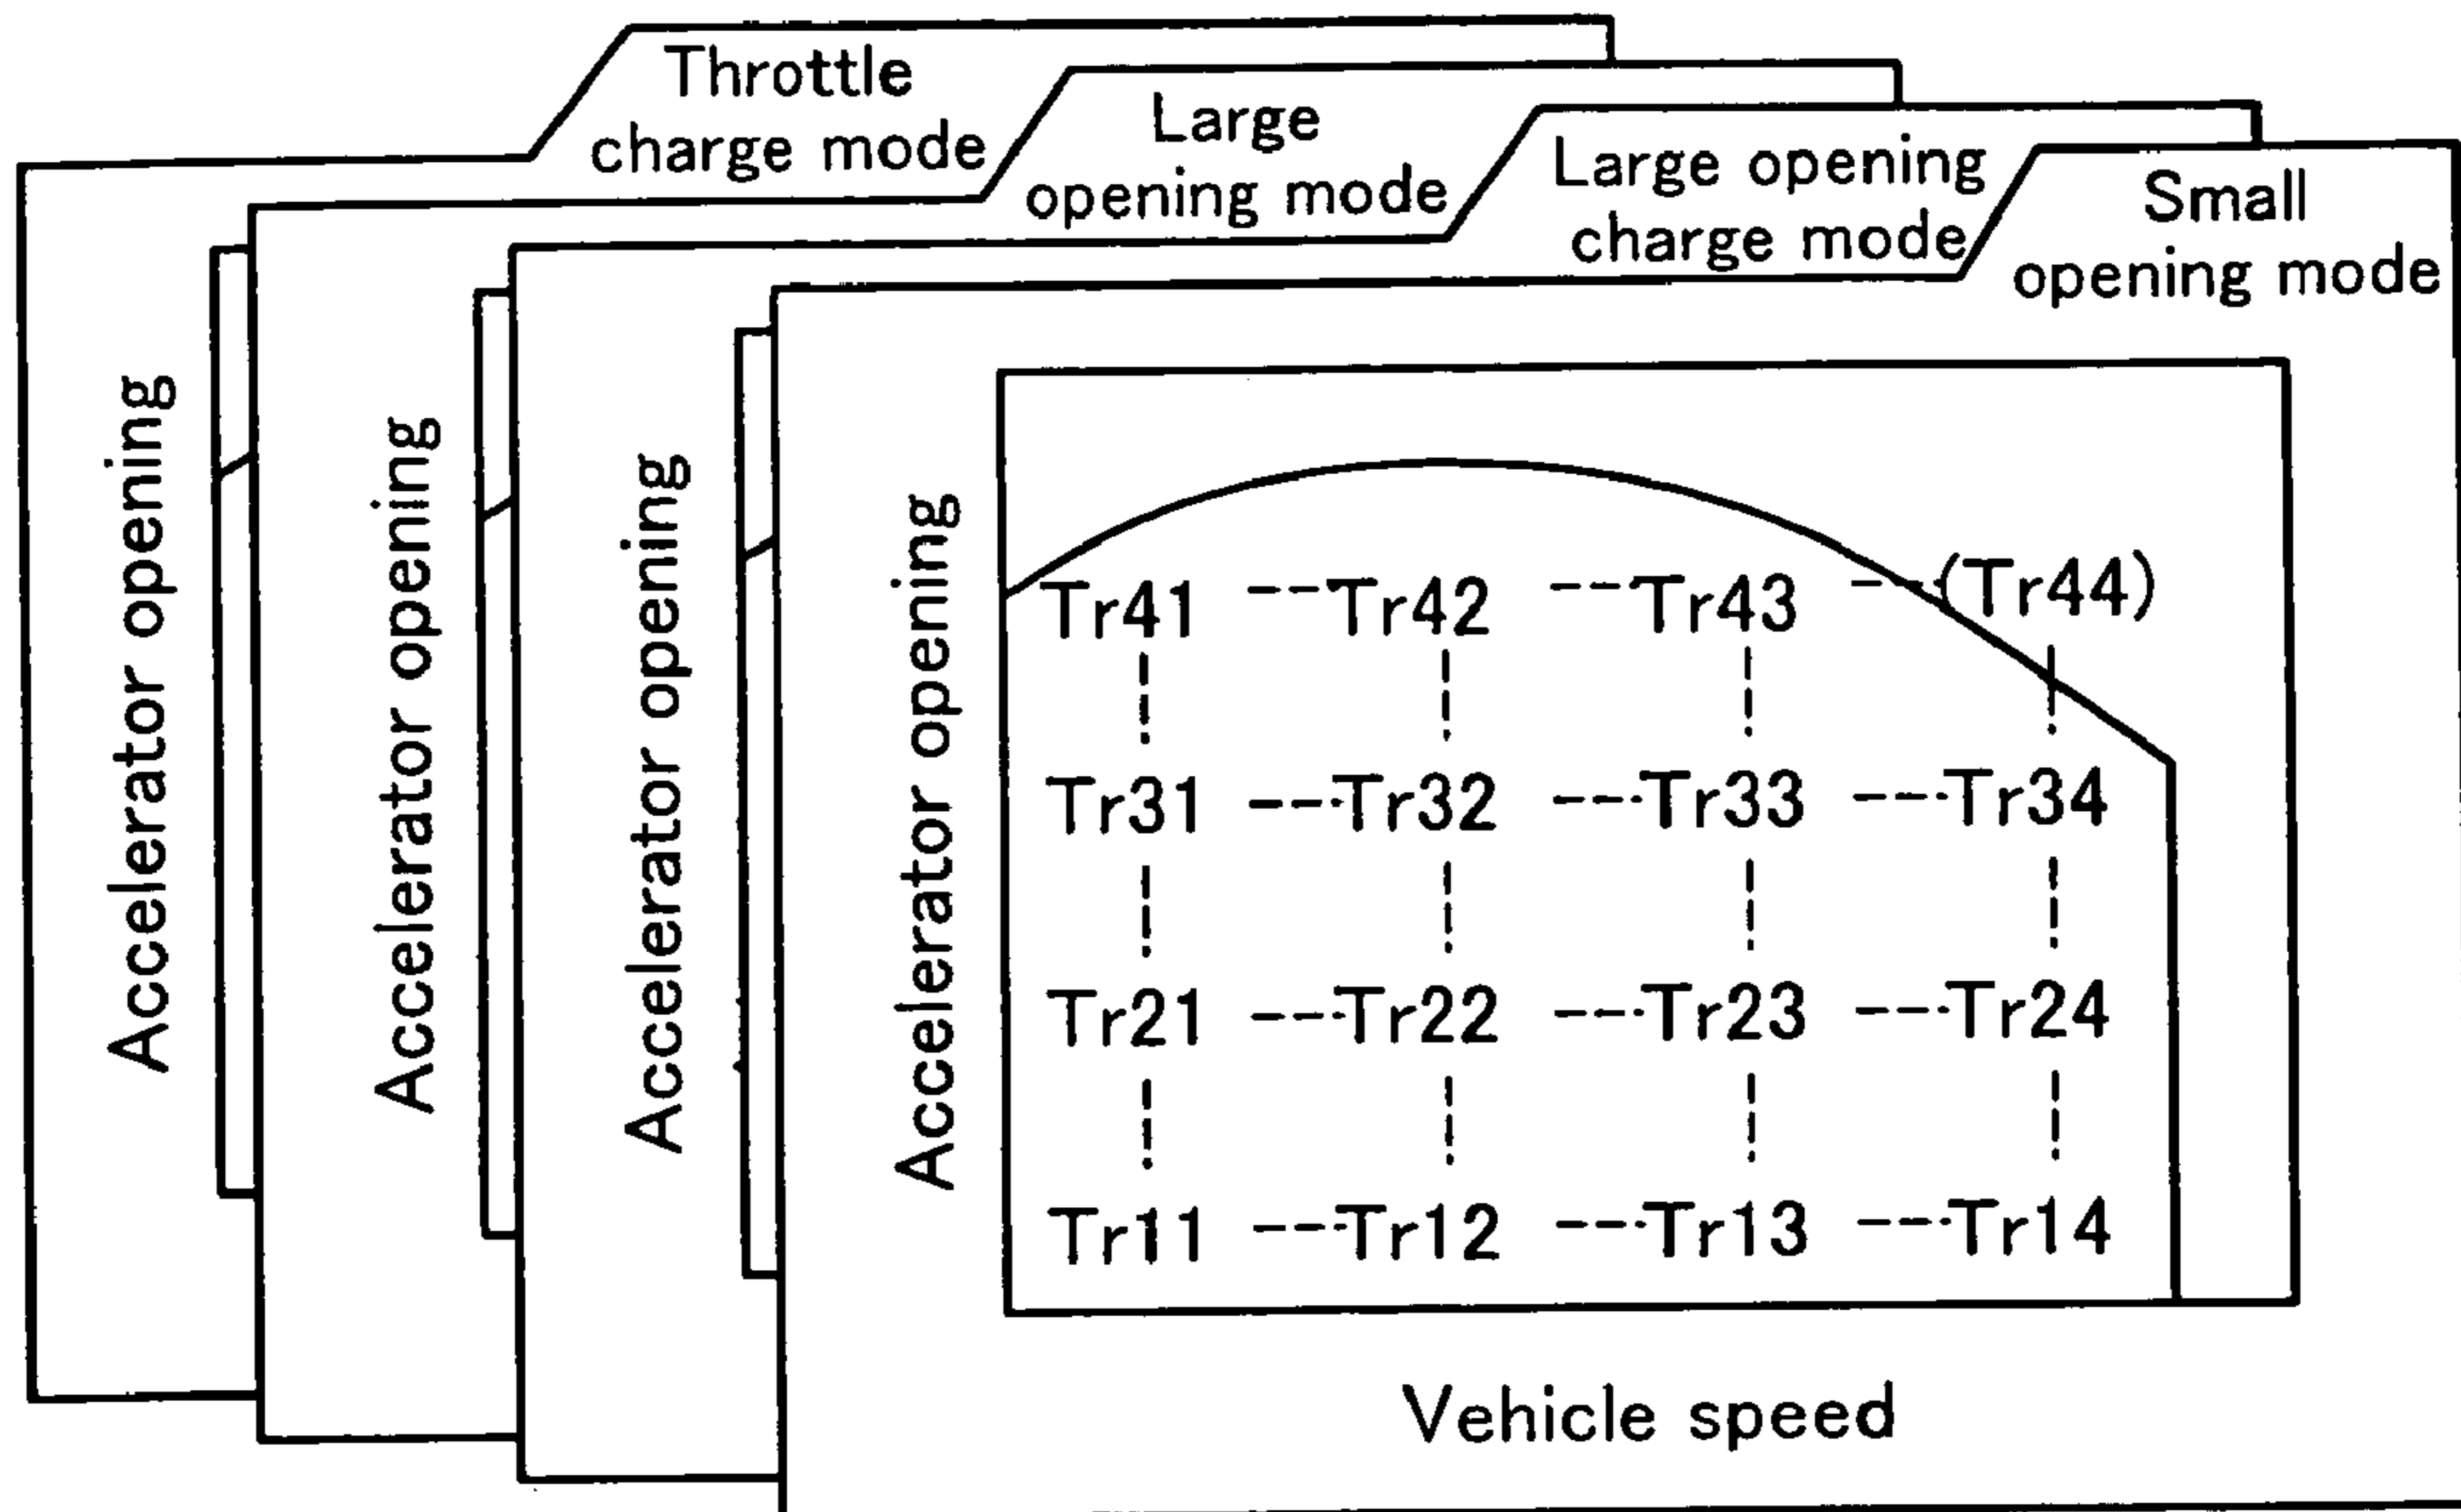 Throttle
charge mode
Large
opening mode
Large opening
charge mode
Small
opening mode
Accelerator opening
Accelerator opening
Accelerator opening
Accelerator opening
Tr41 ---Tr42 ---Tr43 ---(Tr44)
Tr31 ---Tr32 ---Tr33 ---Tr34
Tr21 ---Tr22 ---Tr23 ---Tr24
Tr11 ---Tr12 ---Tr13 ---Tr14
Vehicle speed